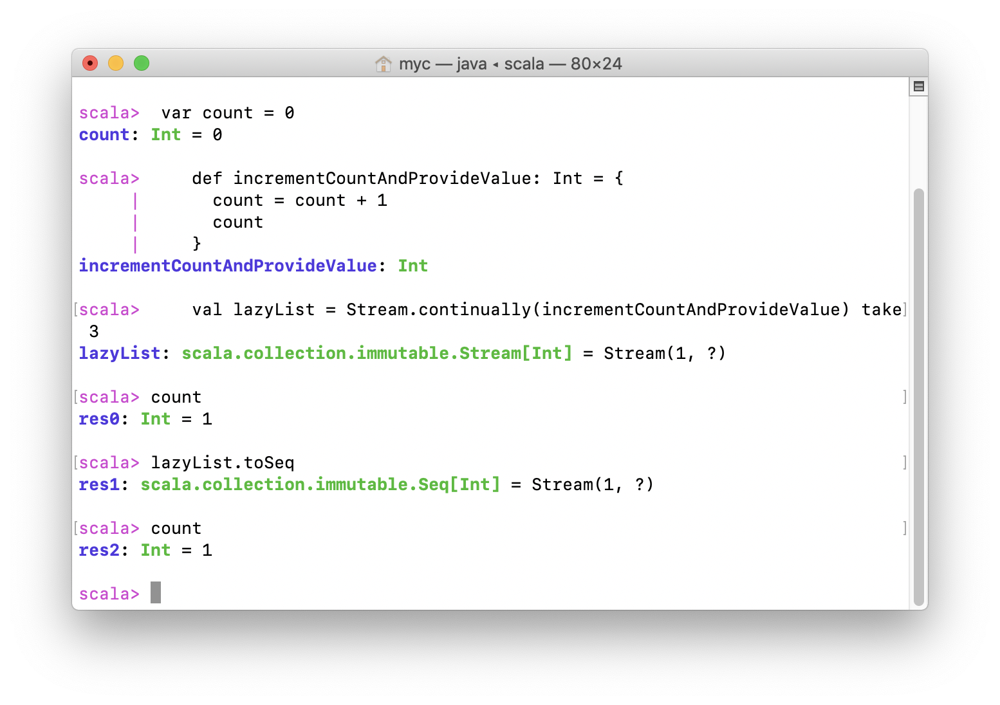 myc — java ◂ scala — 80×24
scala>  var count = 0
count: Int = 0
scala>     def incrementCountAndProvideValue: Int = {
     |       count = count + 1
     |       count
     |     }
incrementCountAndProvideValue: Int
[scala>     val lazyList = Stream.continually(incrementCountAndProvideValue) take]
 3
lazyList: scala.collection.immutable.Stream[Int] = Stream(1, ?)
[scala> count ]
res0: Int = 1
[scala> lazyList.toSeq ]
res1: scala.collection.immutable.Seq[Int] = Stream(1, ?)
[scala> count ]
res2: Int = 1
scala>